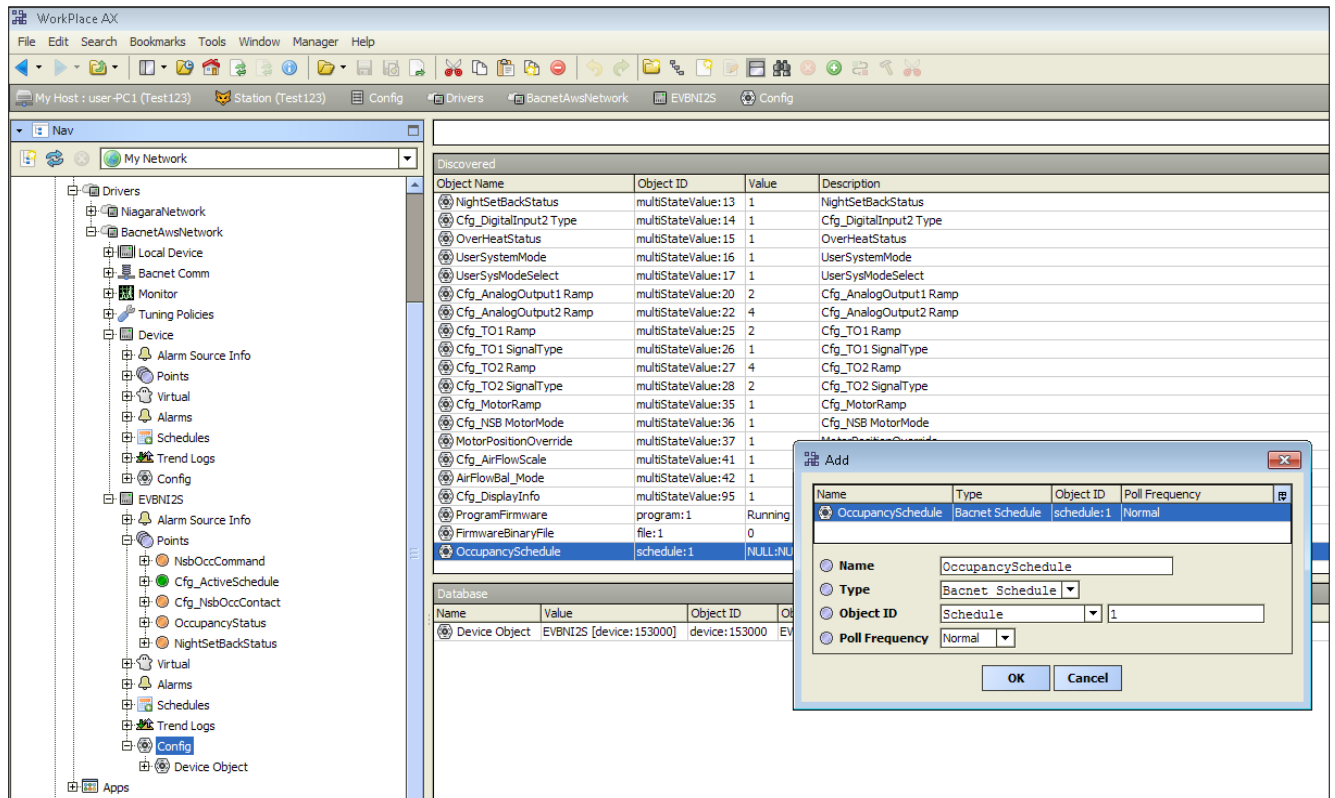 WorkPlace AX
File Edit Search Bookmarks Tools Window Manager Help
My Host : user-PC1 (Test123) Station (Test123) Config Drivers BacnetAwsNetwork EVBNI2S Config
Nav
My Network
Drivers
NiagaraNetwork
BacnetAwsNetwork
Local Device
Bacnet Comm
Monitor
Tuning Policies
Device
Alarm Source Info
Points
Virtual
Alarms
Schedules
Trend Logs
Config
EVBNI2S
Alarm Source Info
Points
NsbOccCommand
Cfg_ActiveSchedule
Cfg_NsbOccContact
OccupancyStatus
NightSetBackStatus
Virtual
Alarms
Schedules
Trend Logs
Config
Device Object
Apps
Discovered
Object Name Object ID Value Description
NightSetBackStatus multiStateValue:13 1 NightSetBackStatus
Cfg_DigitalInput2 Type multiStateValue:14 1 Cfg_DigitalInput2 Type
OverHeatStatus multiStateValue:15 1 OverHeatStatus
UserSystemMode multiStateValue:16 1 UserSystemMode
UserSysModeSelect multiStateValue:17 1 UserSysModeSelect
Cfg_AnalogOutput1 Ramp multiStateValue:20 2 Cfg_AnalogOutput1 Ramp
Cfg_AnalogOutput2 Ramp multiStateValue:22 4 Cfg_AnalogOutput2 Ramp
Cfg_TO1 Ramp multiStateValue:25 2 Cfg_TO1 Ramp
Cfg_TO1 SignalType multiStateValue:26 1 Cfg_TO1 SignalType
Cfg_TO2 Ramp multiStateValue:27 4 Cfg_TO2 Ramp
Cfg_TO2 SignalType multiStateValue:28 2 Cfg_TO2 SignalType
Cfg_MotorRamp multiStateValue:35 1 Cfg_MotorRamp
Cfg_NSB MotorMode multiStateValue:36 1 Cfg_NSB MotorMode
MotorPositionOverride multiStateValue:37 1 MotorPositionOverride
Cfg_AirFlowScale multiStateValue:41 1
AirFlowBal_Mode multiStateValue:42 1
Cfg_DisplayInfo multiStateValue:95 1
ProgramFirmware program:1 Running
FirmwareBinaryFile file:1 0
OccupancySchedule schedule:1 NULL:NU
Database
Name Value Object ID Ob
Device Object EVBNI2S [device:153000] device:153000 EV
Add
Name Type Object ID Poll Frequency
OccupancySchedule Bacnet Schedule schedule:1 Normal
Name OccupancySchedule
Type Bacnet Schedule
Object ID Schedule 1
Poll Frequency Normal
OK Cancel